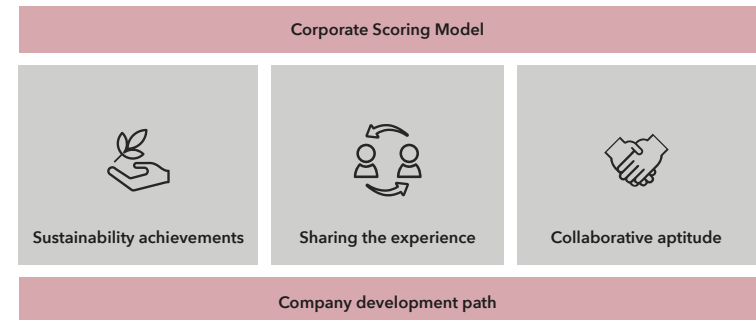 Corporate Scoring Model
Sustainability achievements
Sharing the experience
Collaborative aptitude
Company development path